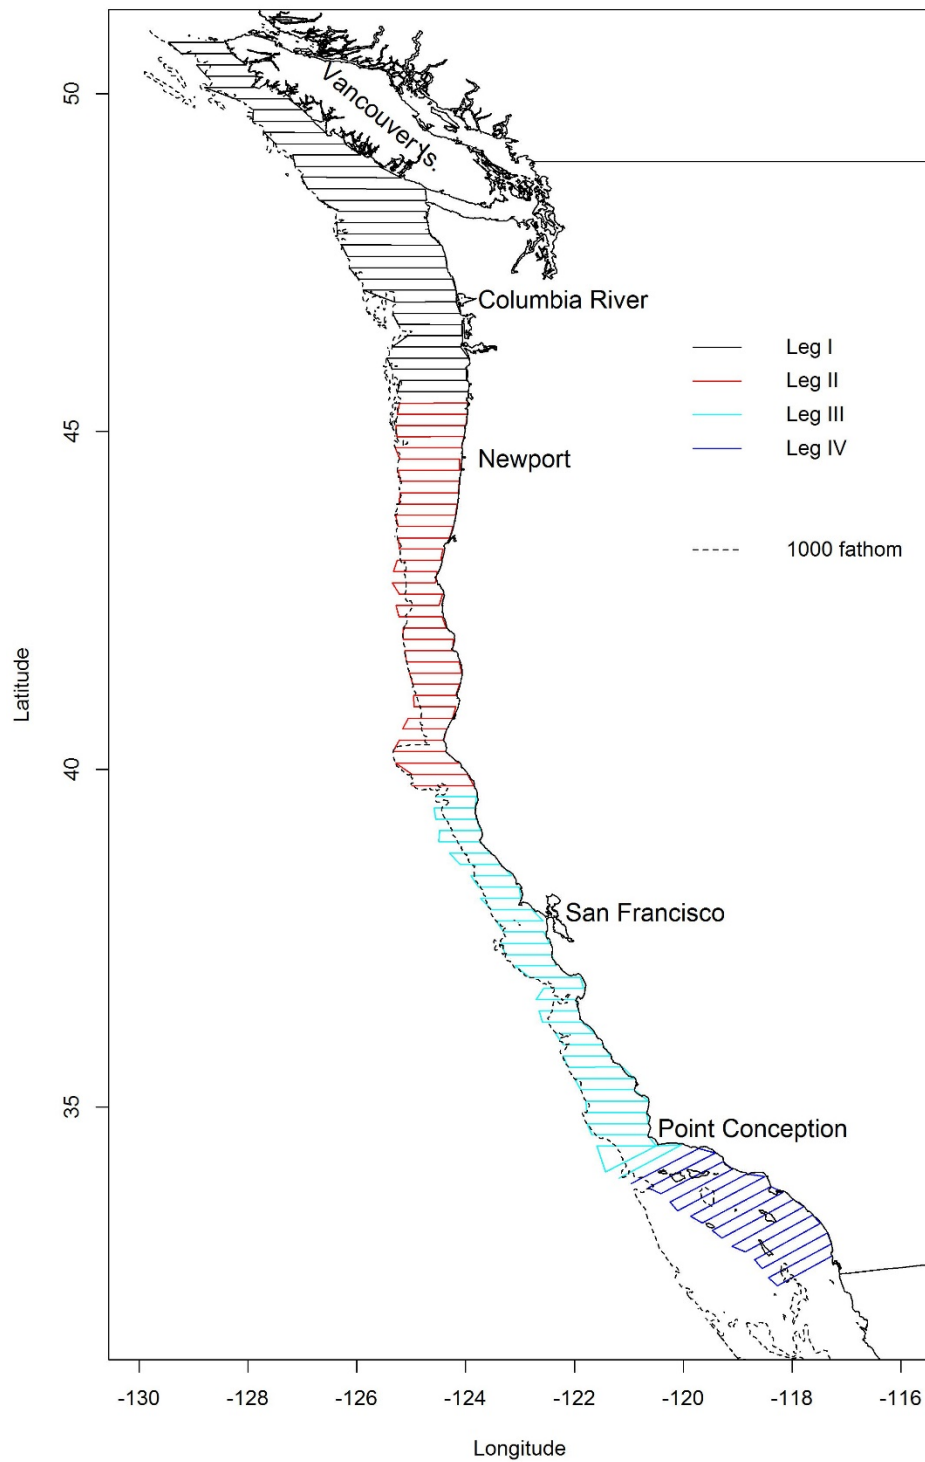 50
Vancouver Is.
Columbia River
Leg I
Leg II
Leg III
Leg IV
45
Newport
1000 fathom
Latitude
40
San Francisco
35
Point Conception
-130
-128
-126
-124
-122
-120
-118
-116
Longitude